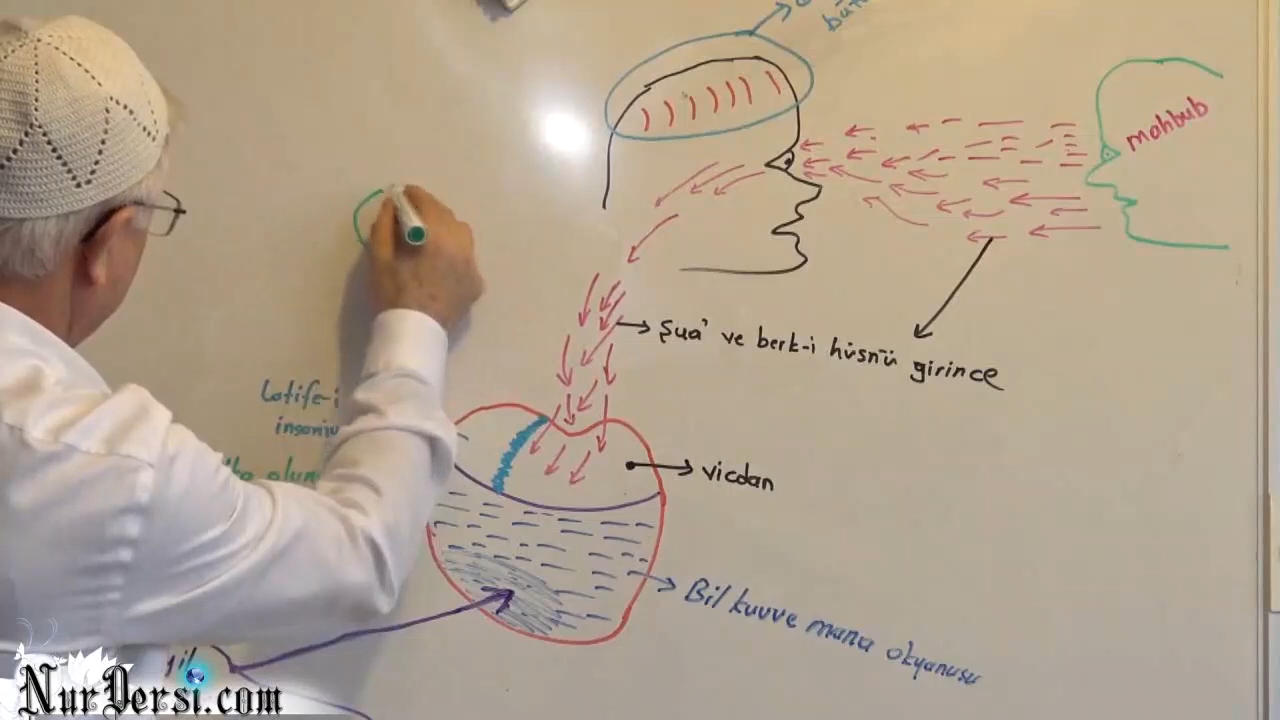 mahbub
Şua' ve berk-i hüsnü girince
Latife-i
insaniy
vicdan
Bil kuvve mana okyanusu
NurDersi.com